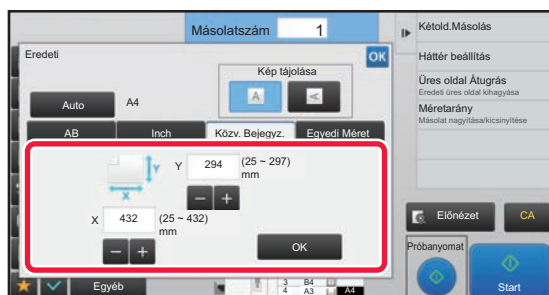 Másolatszám 1
Eredeti
OK
Kép tájolása
A A
Auto A4
AB Inch Közv. Bejegyz. Egyedi Méret
Y 294 (25 ~ 297)
mm
Y
X
X 432 (25 ~ 432)
mm
OK
Egyéb
3 B4
4 A3 A4
Kétold.Másolás
Háttér beállítás
Üres oldal Átugrás
Eredeti üres oldal kihagyása
Méretarány
Másolat nagyítása/kicsinyítése
Előnézet CA
Próbanyomat
Start